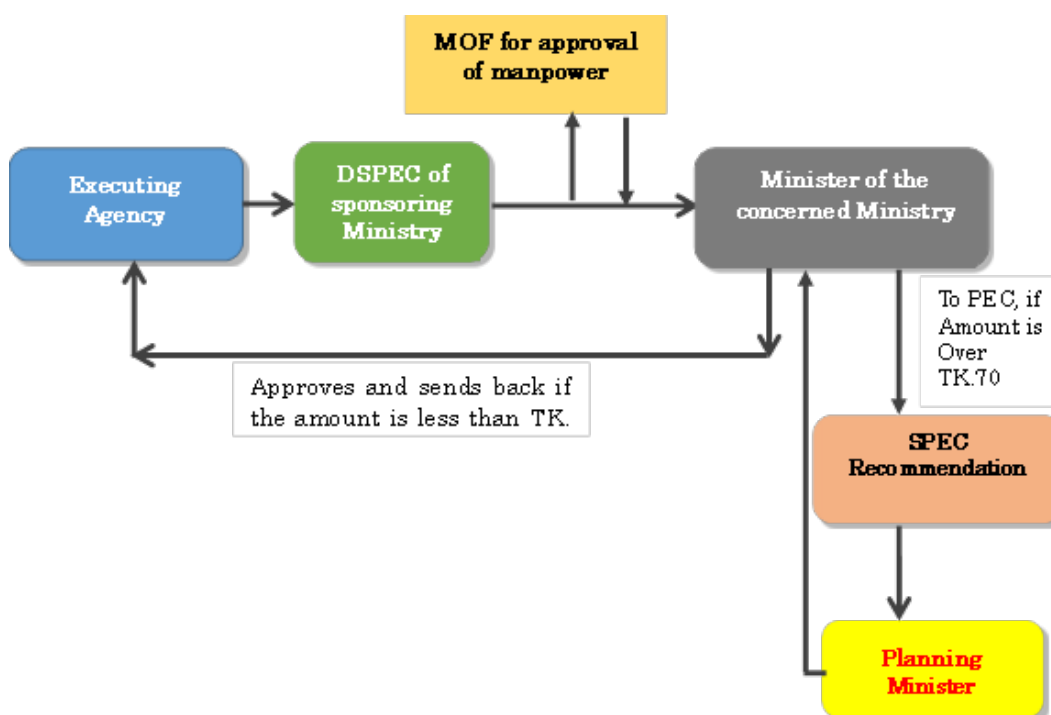 MOF for approval
of manpower
Executing
Agency
DSPEC of
sponsoring
Ministry
Minister of the
concerned Ministry
To PEC, if
Amount is
Over
TK.70
Approves and sends back if
the amount is less than TK.
SPEC
Recommendation
Planning
Minister